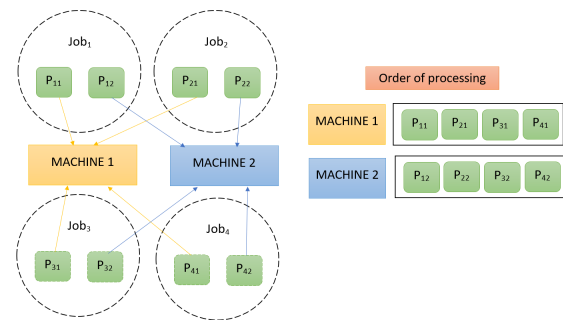 Job₁
Job₂
P₁₁ P₁₂ P₂₁ P₂₂
MACHINE 1 MACHINE 2
Job₃
Job₄
P₃₁ P₃₂ P₄₁ P₄₂
Order of processing
MACHINE 1 P₁₁ P₂₁ P₃₁ P₄₁
MACHINE 2 P₁₂ P₂₂ P₃₂ P₄₂